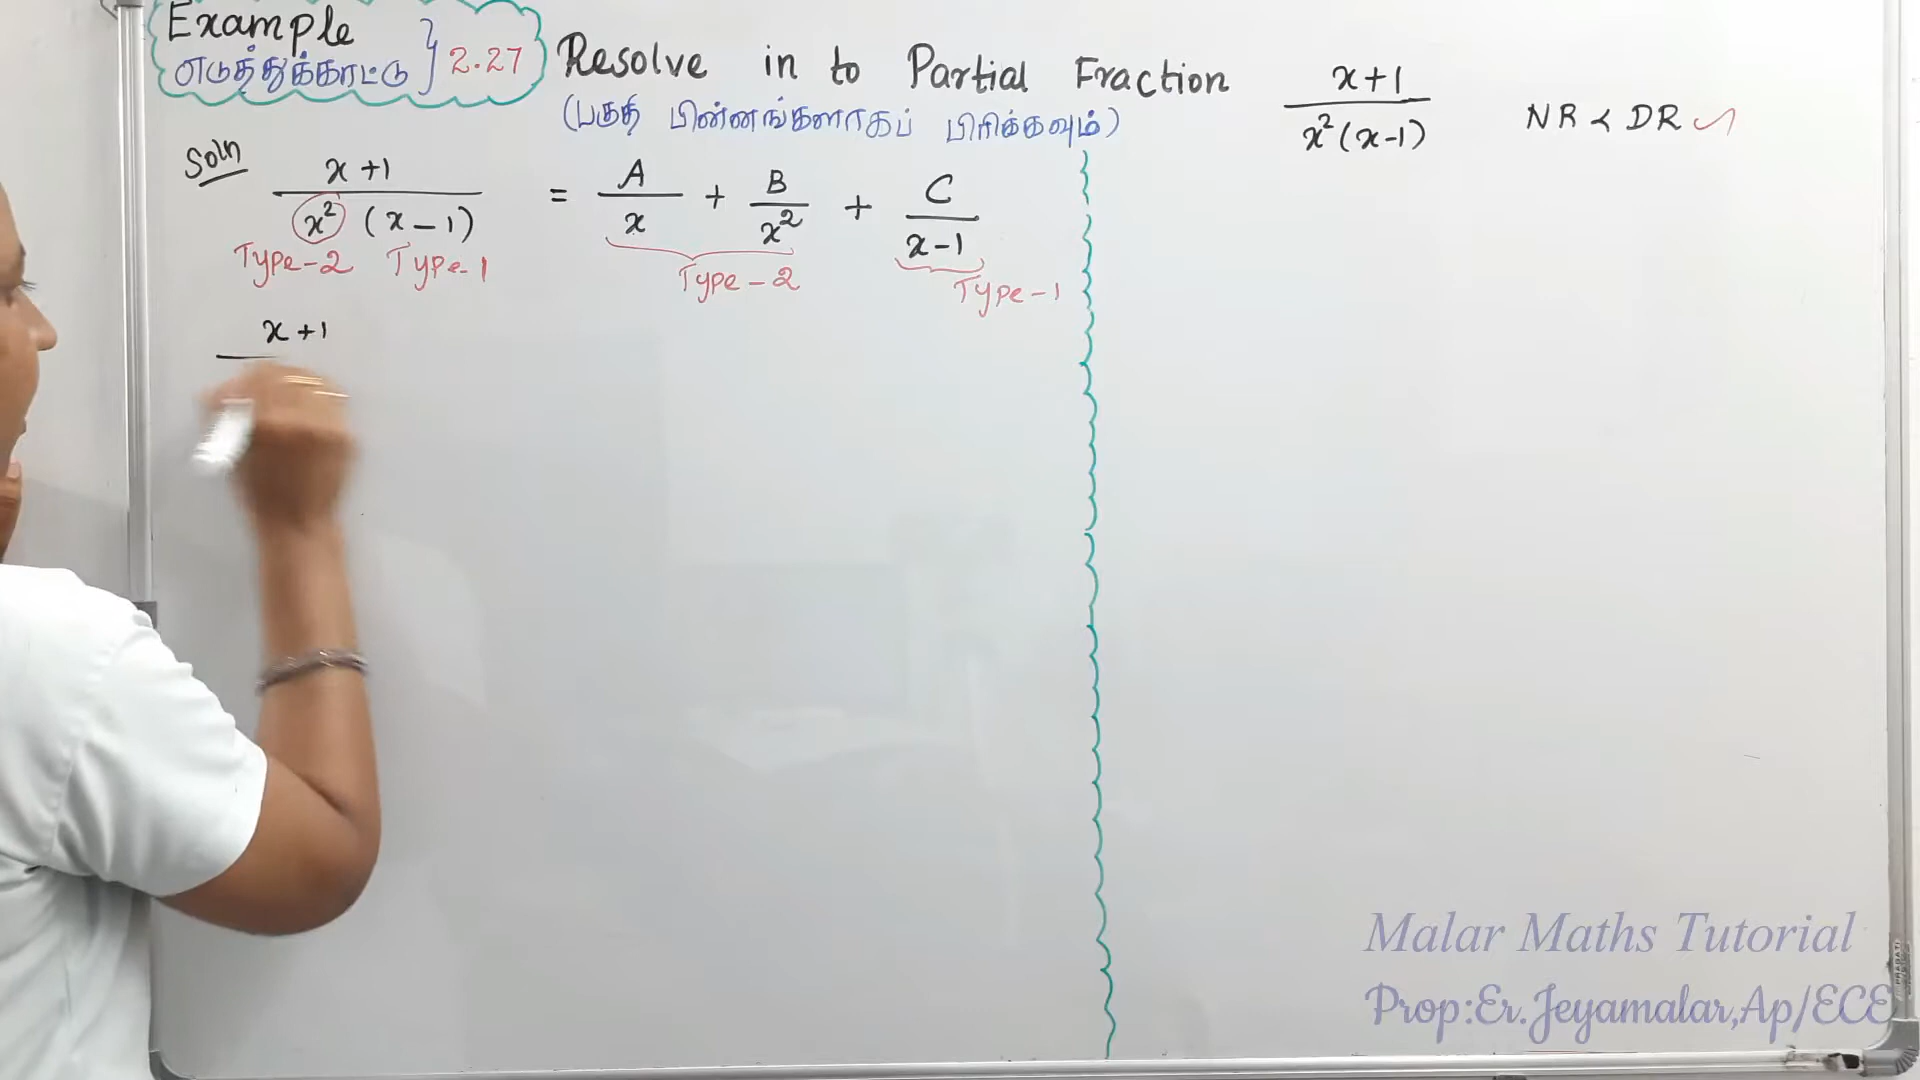 Example
எடுத்துக்காட்டு } 2.27
Resolve in to Partial Fraction x+1 / x²(x-1) NR < DR ✓
(பகுதி பின்னங்களாகப் பிரிக்கவும்)
Soln
x+1 / x² (x-1) = A/x + B/x² + C/x-1
Type-2 Type-1 Type-2 Type-1
x+1
Malar Maths Tutorial
Prop:Er.Jeyamalar,Ap/ECE